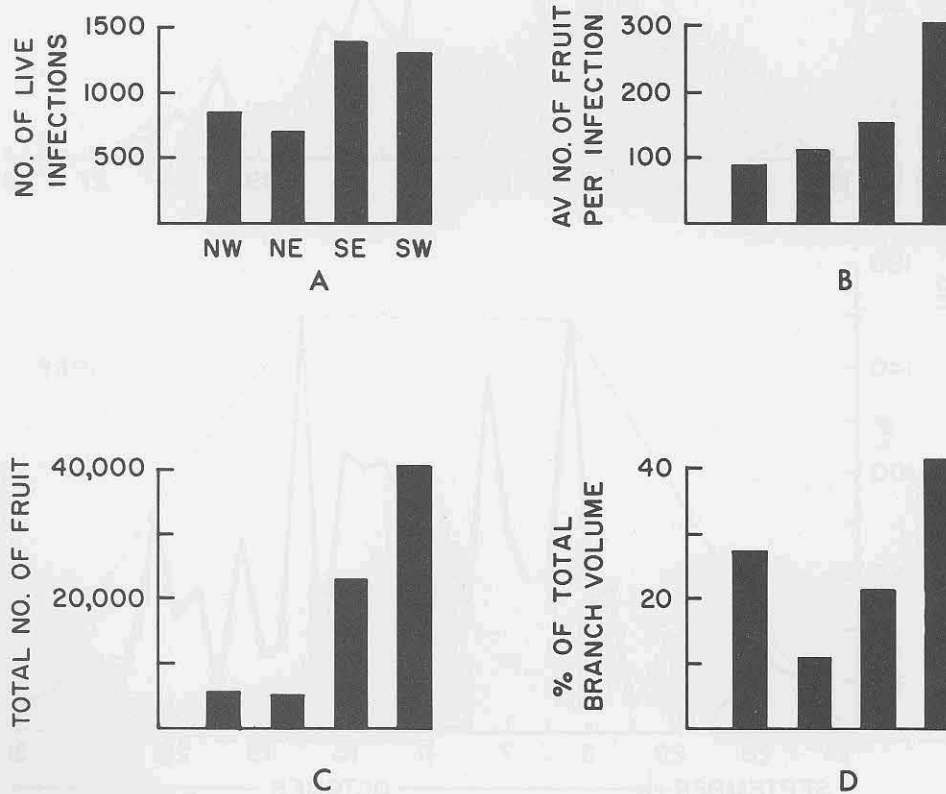 NO. OF LIVE
INFECTIONS
1500
1000
500
NW NE SE SW
A
AV NO. OF FRUIT
PER INFECTION
300
200
100
B
TOTAL NO. OF FRUIT
40,000
20,000
C
% OF TOTAL
BRANCH VOLUME
40
20
D